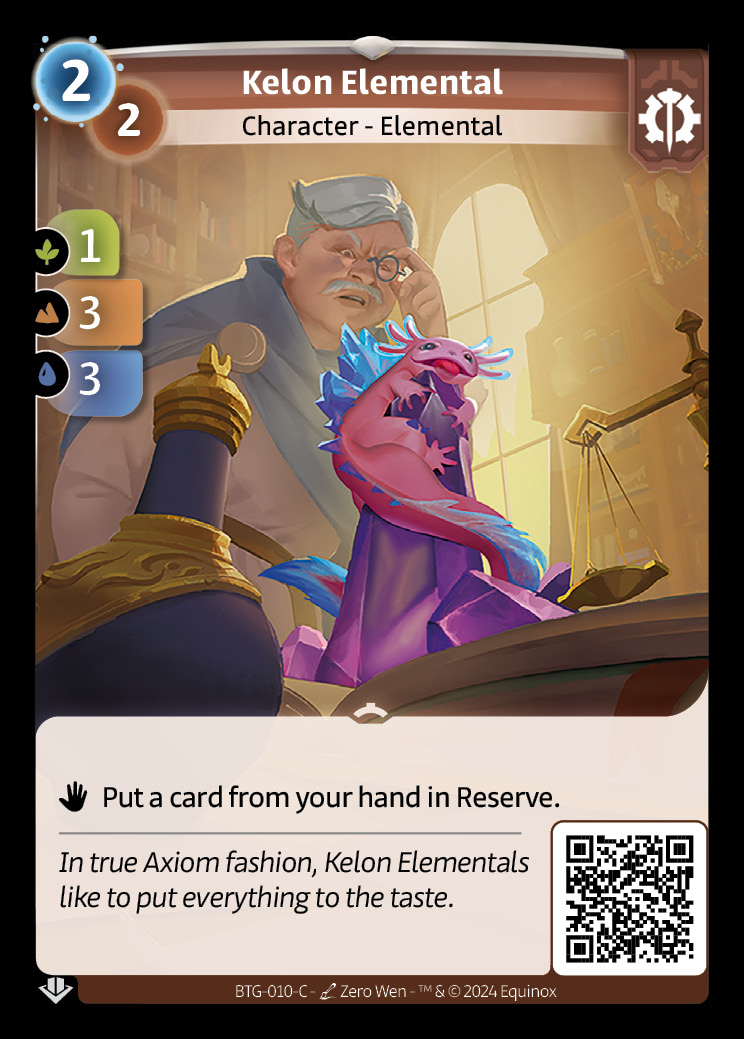 2
Kelon Elemental
2
Character - Elemental
1
3
3
Put a card from your hand in Reserve.
In true Axiom fashion, Kelon Elementals
like to put everything to the taste.
BTG-010-C - Zero Wen - ™ & © 2024 Equinox